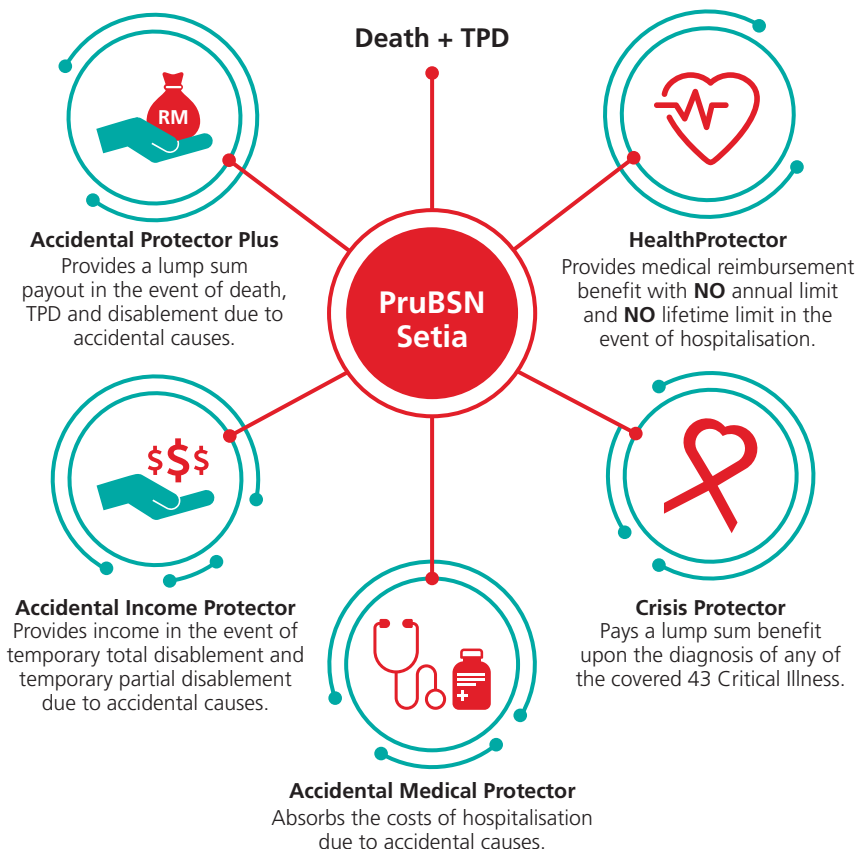 Death + TPD
RM
Accidental Protector Plus
Provides a lump sum
payout in the event of death,
TPD and disablement due to
accidental causes.
HealthProtector
Provides medical reimbursement
benefit with NO annual limit
and NO lifetime limit in the
event of hospitalisation.
PruBSN
Setia
$$$
Accidental Income Protector
Provides income in the event of
temporary total disablement and
temporary partial disablement
due to accidental causes.
Crisis Protector
Pays a lump sum benefit
upon the diagnosis of any of
the covered 43 Critical Illness.
Accidental Medical Protector
Absorbs the costs of hospitalisation
due to accidental causes.